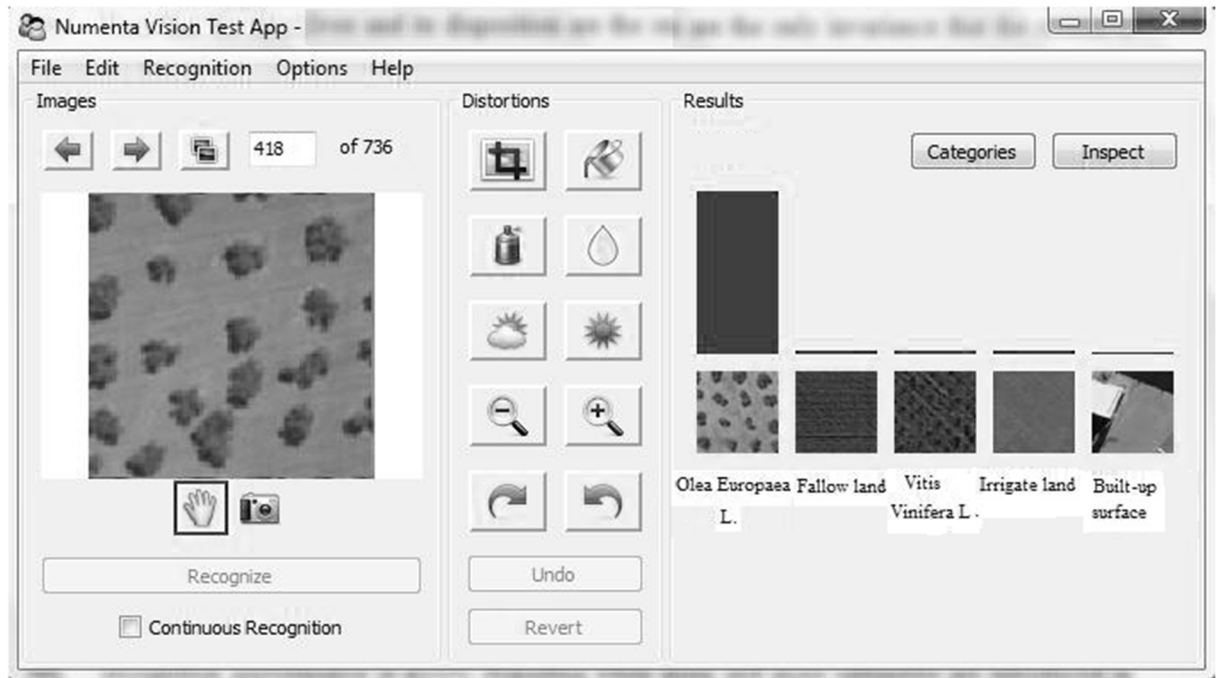 Numenta Vision Test App -
File Edit Recognition Options Help
Images
Distortions
Results
418 of 736
Categories
Inspect
Olea Europaea
L.
Fallow land
Vitis
Vinifera L .
Irrigate land
Built-up
surface
Recognize
Undo
Continuous Recognition
Revert